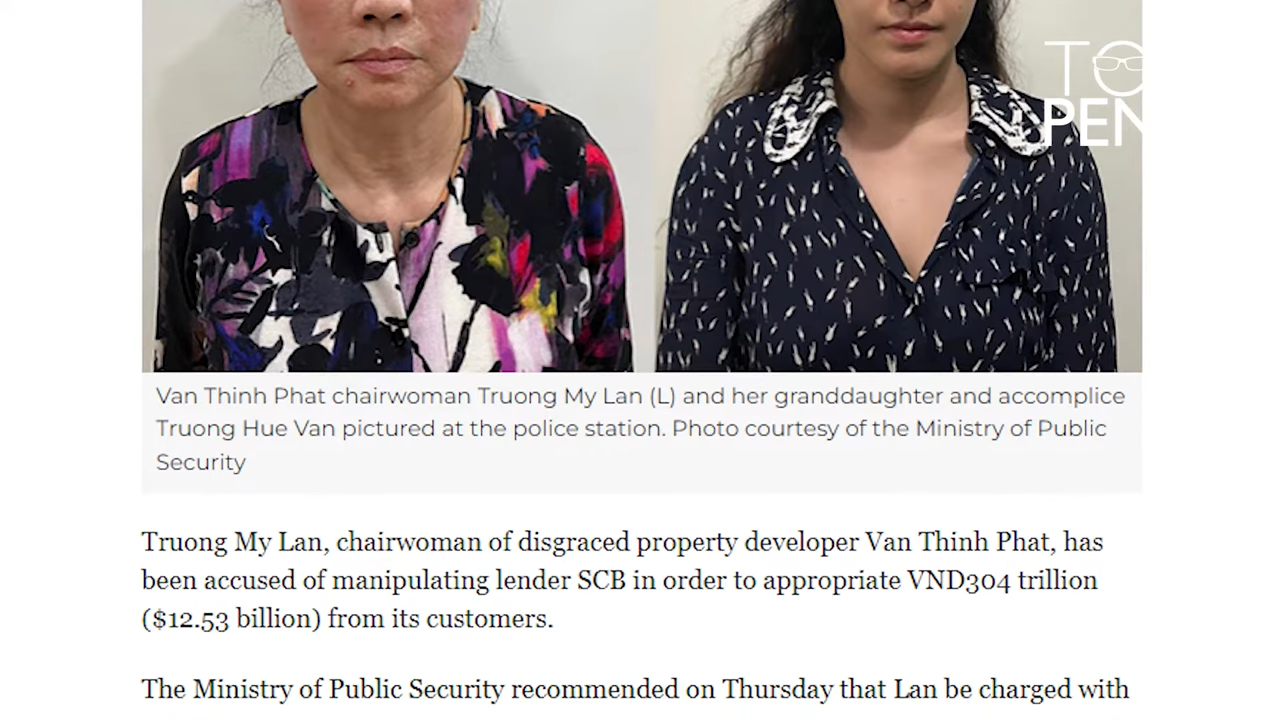 TO
PEN
Van Thinh Phat chairwoman Truong My Lan (L) and her granddaughter and accomplice
Truong Hue Van pictured at the police station. Photo courtesy of the Ministry of Public
Security
Truong My Lan, chairwoman of disgraced property developer Van Thinh Phat, has
been accused of manipulating lender SCB in order to appropriate VND304 trillion
($12.53 billion) from its customers.
The Ministry of Public Security recommended on Thursday that Lan be charged with